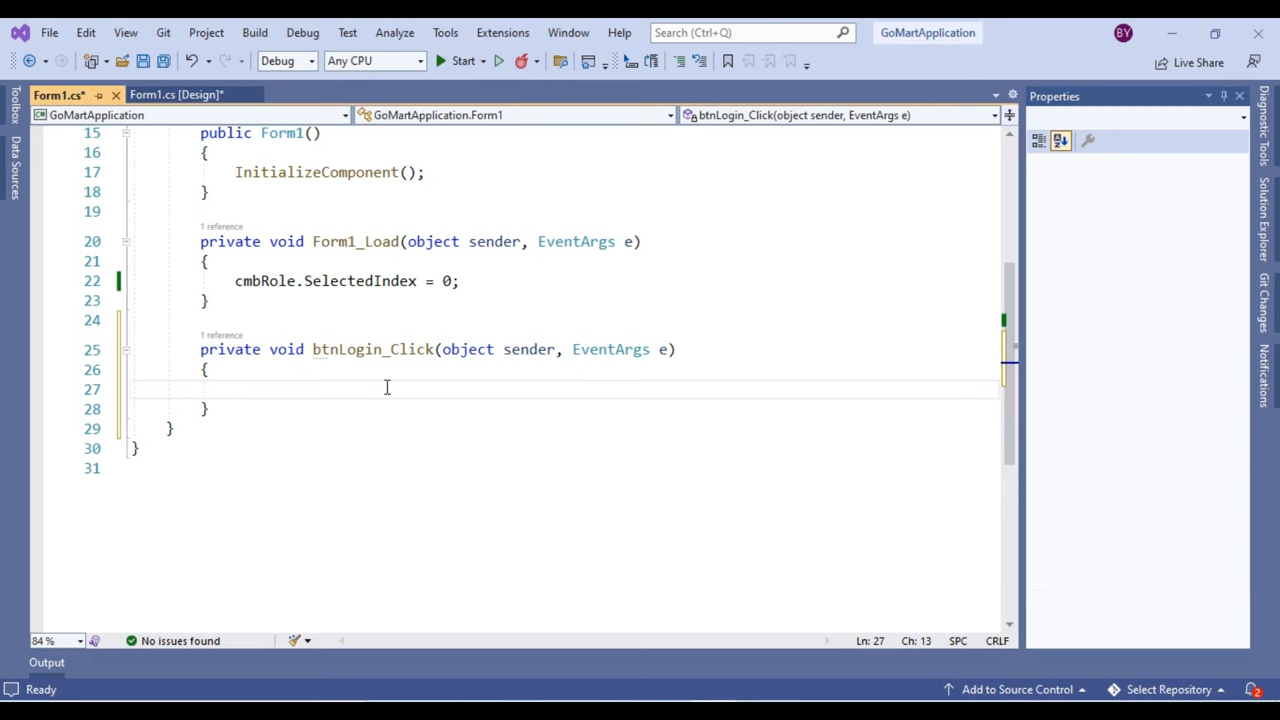 File Edit View Git Project Build Debug Test Analyze Tools Extensions Window Help Search (Ctrl+Q) GoMartApplication BY
Debug Any CPU Start Live Share
Form1.cs* Form1.cs [Design]* Properties
GoMartApplication GoMartApplication.Form1 btnLogin_Click(object sender, EventArgs e)
Toolbox
Data Sources
15 public Form1()
16 {
17 InitializeComponent();
18 }
19
1 reference
20 private void Form1_Load(object sender, EventArgs e)
21 {
22 cmbRole.SelectedIndex = 0;
23 }
24
1 reference
25 private void btnLogin_Click(object sender, EventArgs e)
26 {
27
28 }
29 }
30 }
31
Diagnostic Tools
Solution Explorer
Git Changes
Notifications
84 % No issues found Ln: 27 Ch: 13 SPC CRLF
Output
Ready Add to Source Control Select Repository 2